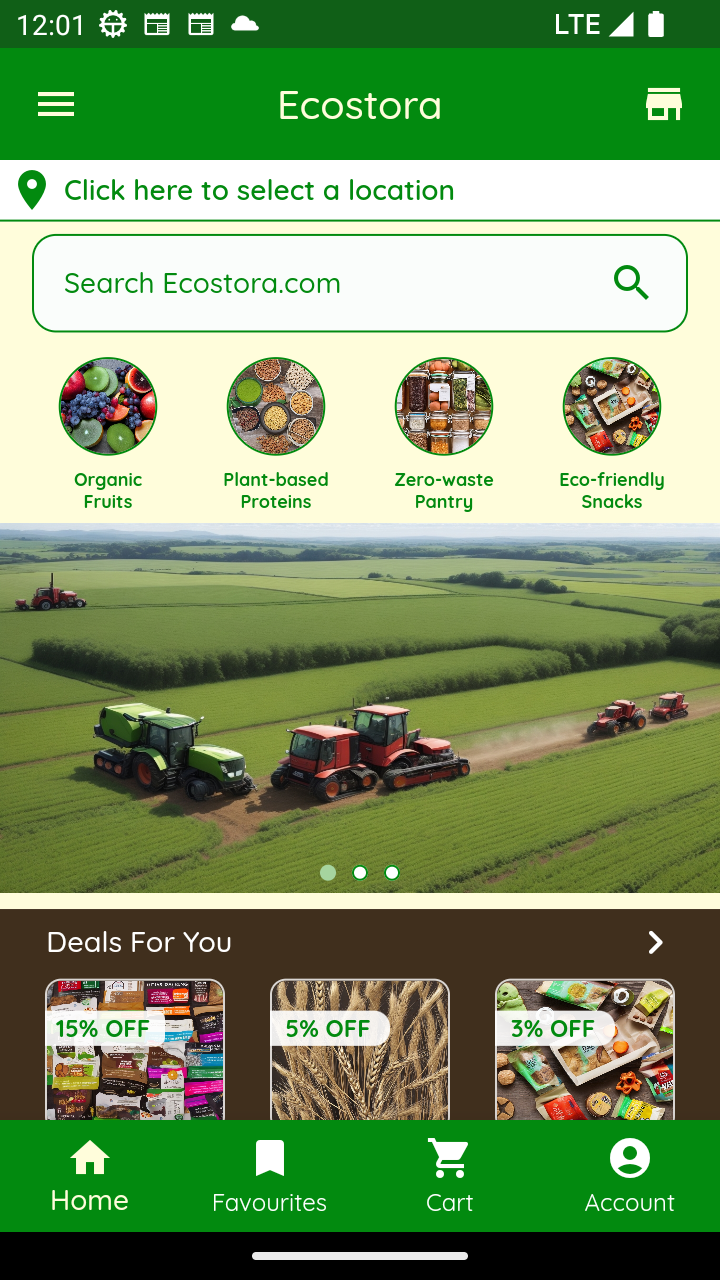 12:01
LTE
Ecostora
Click here to select a location
Search Ecostora.com
Organic
Fruits
Plant-based
Proteins
Zero-waste
Pantry
Eco-friendly
Snacks
Deals For You
15% OFF
5% OFF
3% OFF
Home
Favourites
Cart
Account